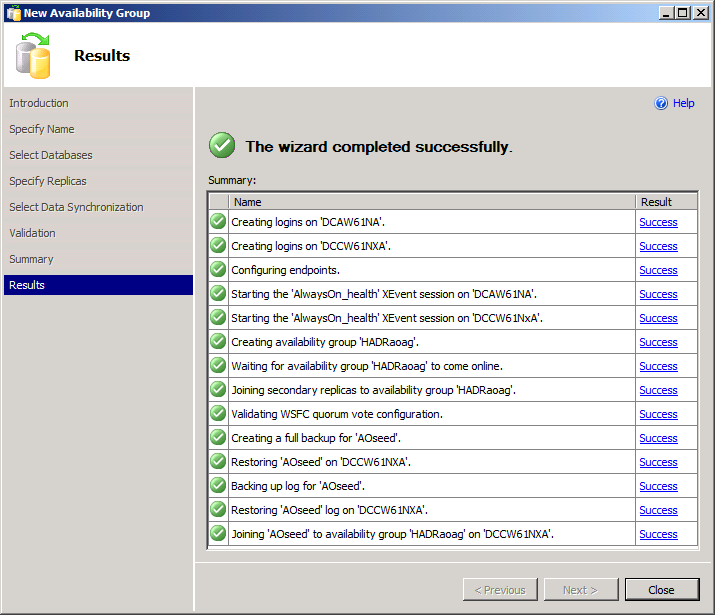 New Availability Group
Results
Introduction
Specify Name
Select Databases
Specify Replicas
Select Data Synchronization
Validation
Summary
Results
Help
The wizard completed successfully.
Summary:
Name Result
Creating logins on 'DCAW61NA'. Success
Creating logins on 'DCCW61NXA'. Success
Configuring endpoints. Success
Starting the 'AlwaysOn_health' XEvent session on 'DCAW61NA'. Success
Starting the 'AlwaysOn_health' XEvent session on 'DCCW61NxA'. Success
Creating availability group 'HADRaoag'. Success
Waiting for availability group 'HADRaoag' to come online. Success
Joining secondary replicas to availability group 'HADRaoag'. Success
Validating WSFC quorum vote configuration. Success
Creating a full backup for 'AOseed'. Success
Restoring 'AOseed' on 'DCCW61NXA'. Success
Backing up log for 'AOseed'. Success
Restoring 'AOseed' log on 'DCCW61NXA'. Success
Joining 'AOseed' to availability group 'HADRaoag' on 'DCCW61NXA'. Success
< Previous Next > Close